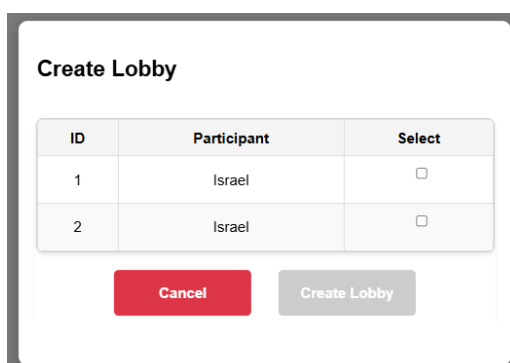 Create Lobby
ID Participant Select
1 Israel
2 Israel
Cancel Create Lobby